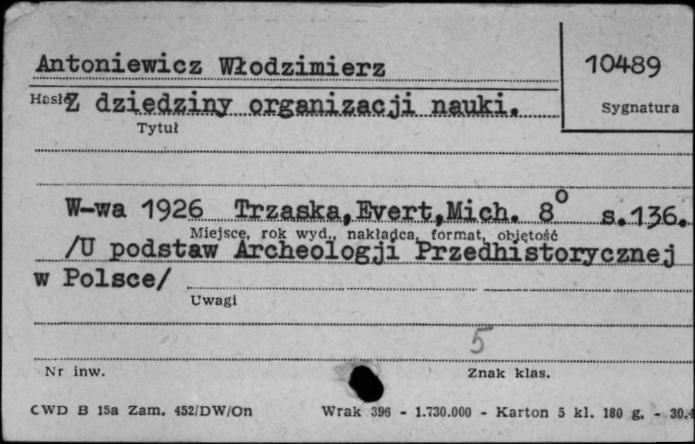 Antoniewicz Włodzimierz
10489
Hasło
Z dziedziny organizacji nauki.
Sygnatura
Tytuł
W-wa 1926 Trzaska,Evert,Mich. 8° s.136.
Miejsce, rok wyd., nakładca, format, objętość
/U podstaw Archeologji Przedhistorycznej
w Polsce/
Uwagi
5
Nr inw.
Znak klas.
CWD B 15a Zam. 452/DW/On
Wrak 396 - 1.730.000 - Karton 5 kl. 180 g. - 30.4